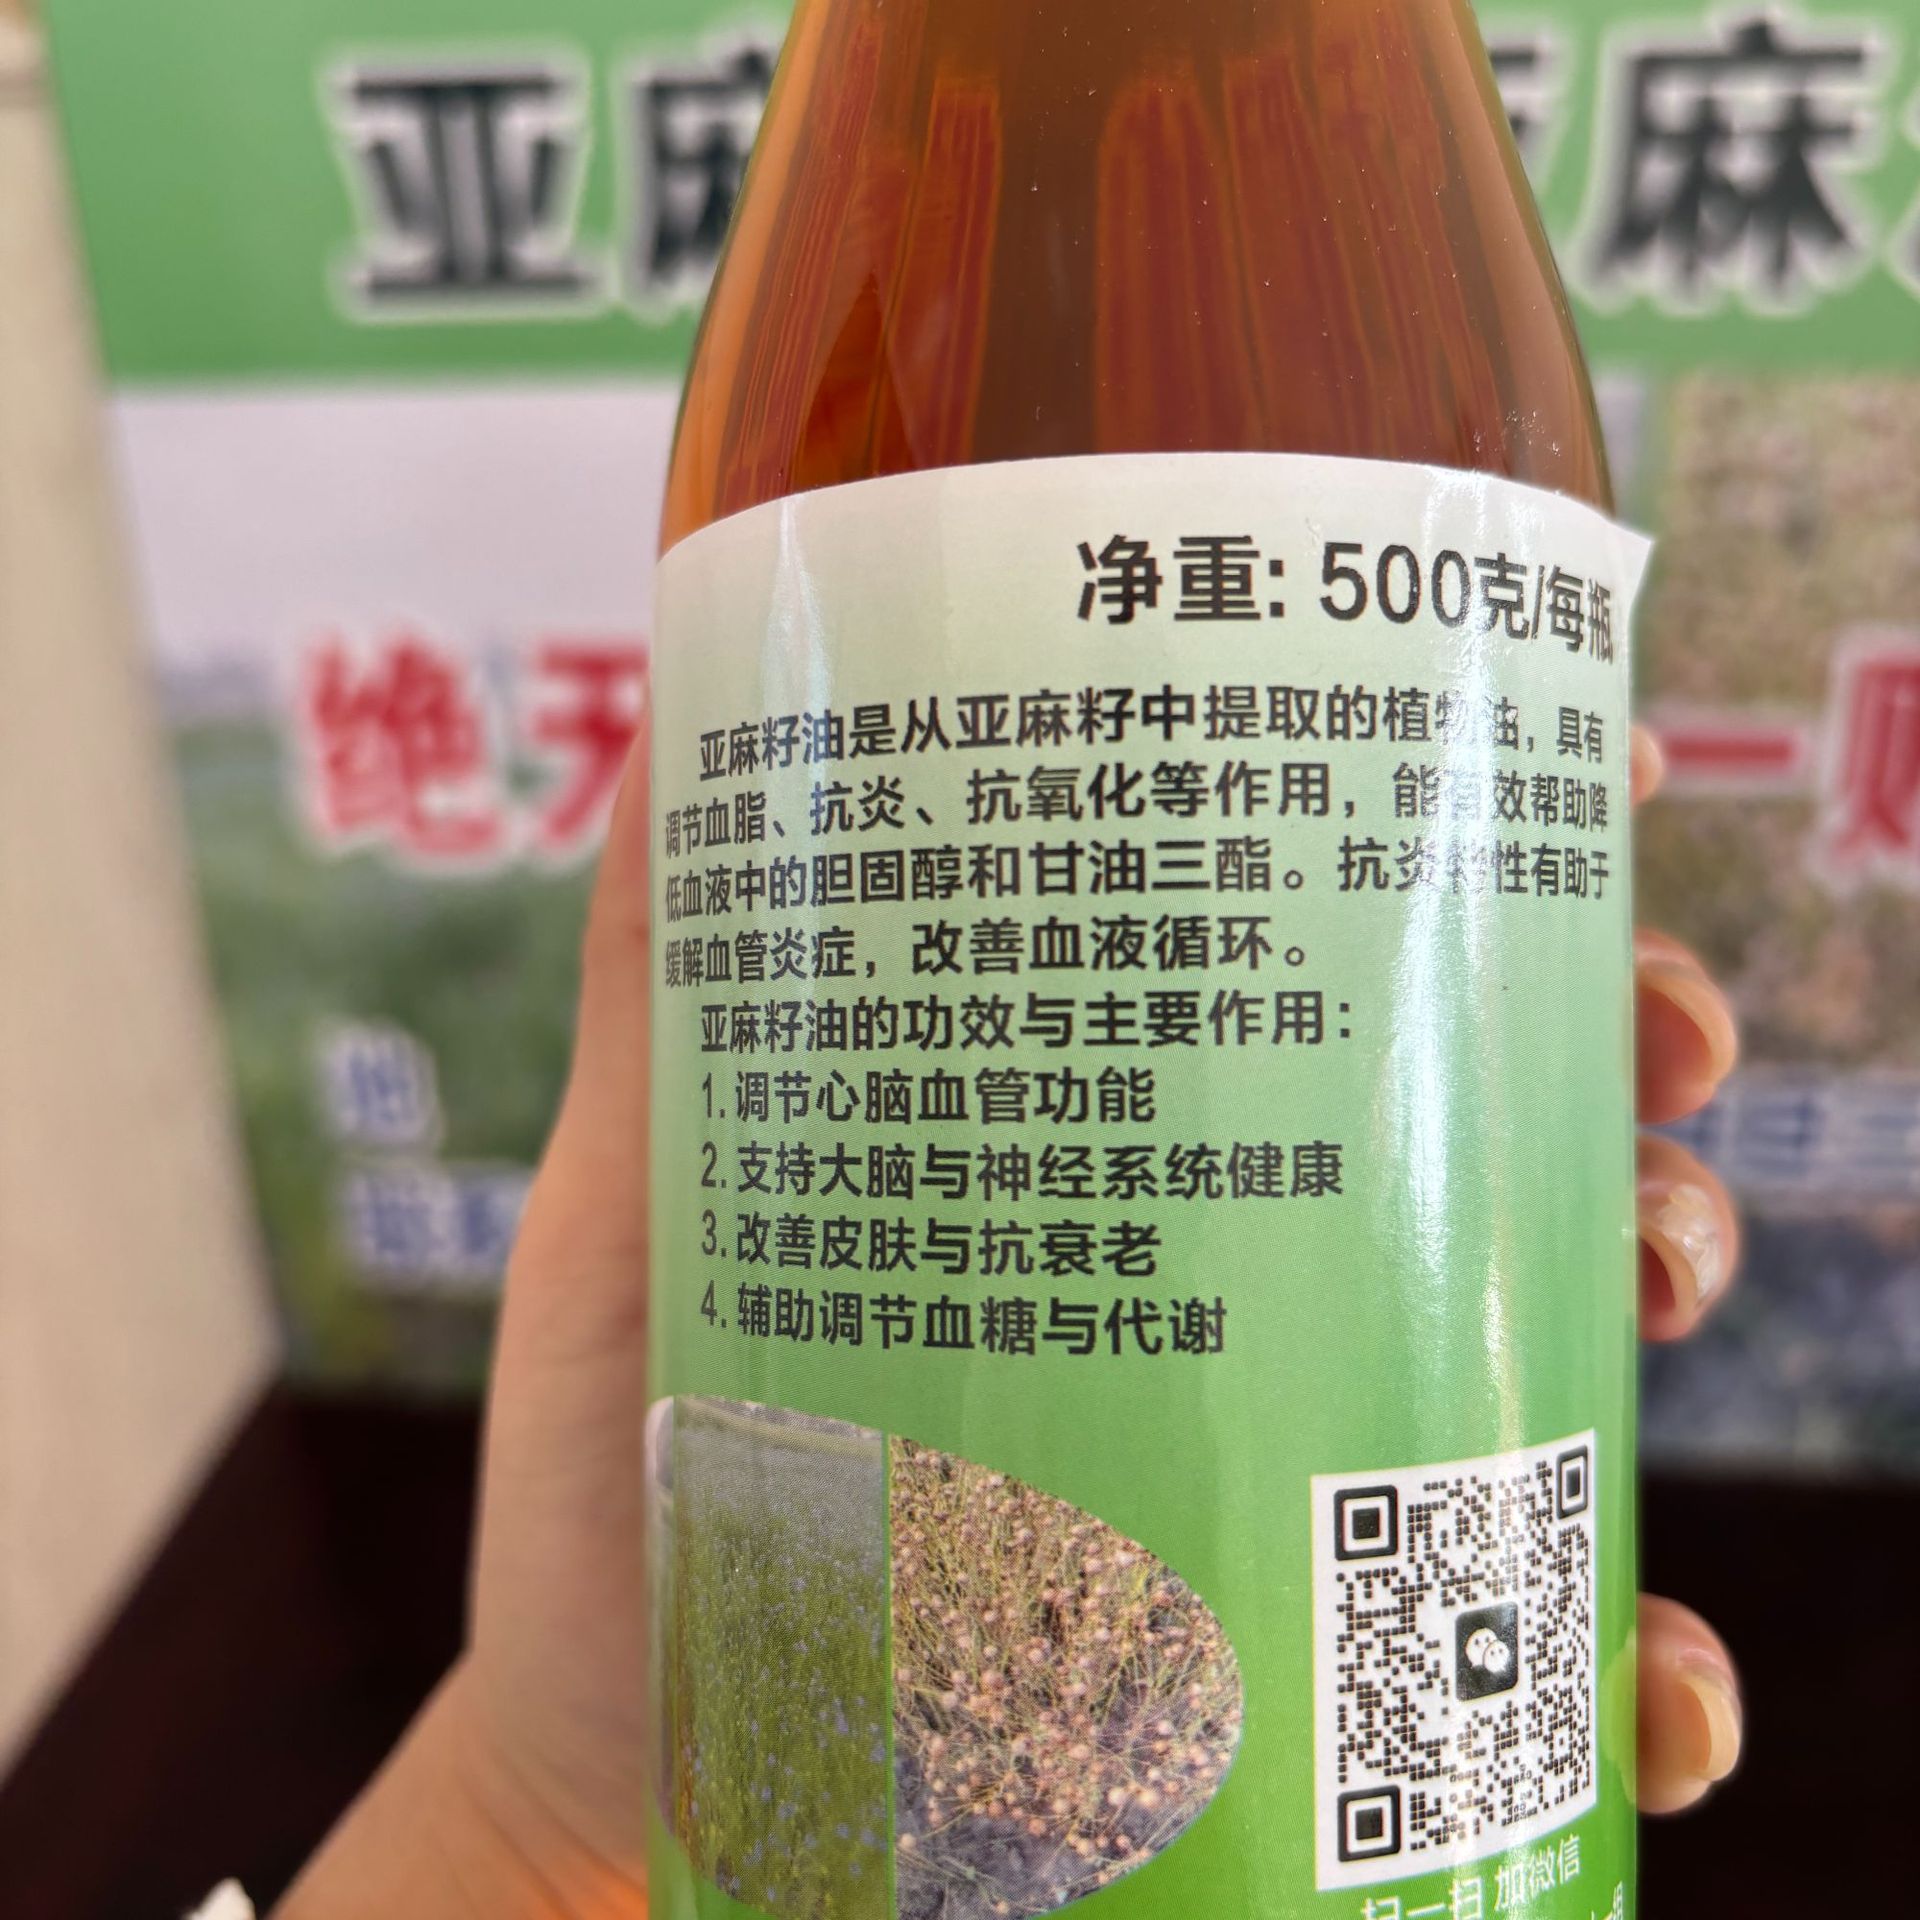 亚麻
麻
绝无
一
净重: 500克/每瓶
亚麻籽油是从亚麻籽中提取的植物油，具有
调节血脂、抗炎、抗氧化等作用，能有效帮助降
低血液中的胆固醇和甘油三酯。抗炎特性有助于
缓解血管炎症，改善血液循环。
亚麻籽油的功效与主要作用：
1. 调节心脑血管功能
2. 支持大脑与神经系统健康
3. 改善皮肤与抗衰老
4. 辅助调节血糖与代谢
扫一扫 加微信